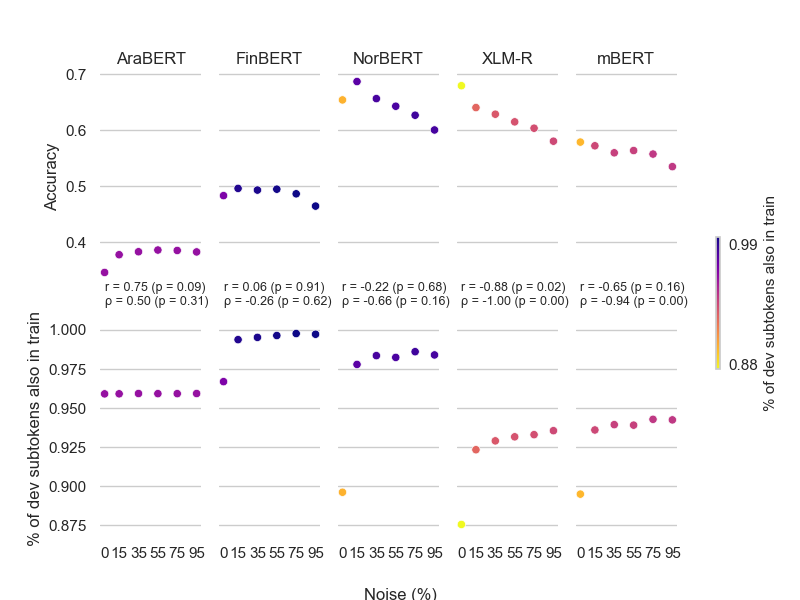 AraBERT FinBERT NorBERT XLM-R mBERT
0.7
0.6
0.5
0.4
Accuracy
r = 0.75 (p = 0.09) r = 0.06 (p = 0.91) r = -0.22 (p = 0.68) r = -0.88 (p = 0.02) r = -0.65 (p = 0.16)
ρ = 0.50 (p = 0.31) ρ = -0.26 (p = 0.62) ρ = -0.66 (p = 0.16) ρ = -1.00 (p = 0.00) ρ = -0.94 (p = 0.00)
1.000
0.975
0.950
0.925
0.900
0.875
% of dev subtokens also in train
0 15 35 55 75 95 0 15 35 55 75 95 0 15 35 55 75 95 0 15 35 55 75 95 0 15 35 55 75 95
Noise (%)
0.99
0.88
% of dev subtokens also in train